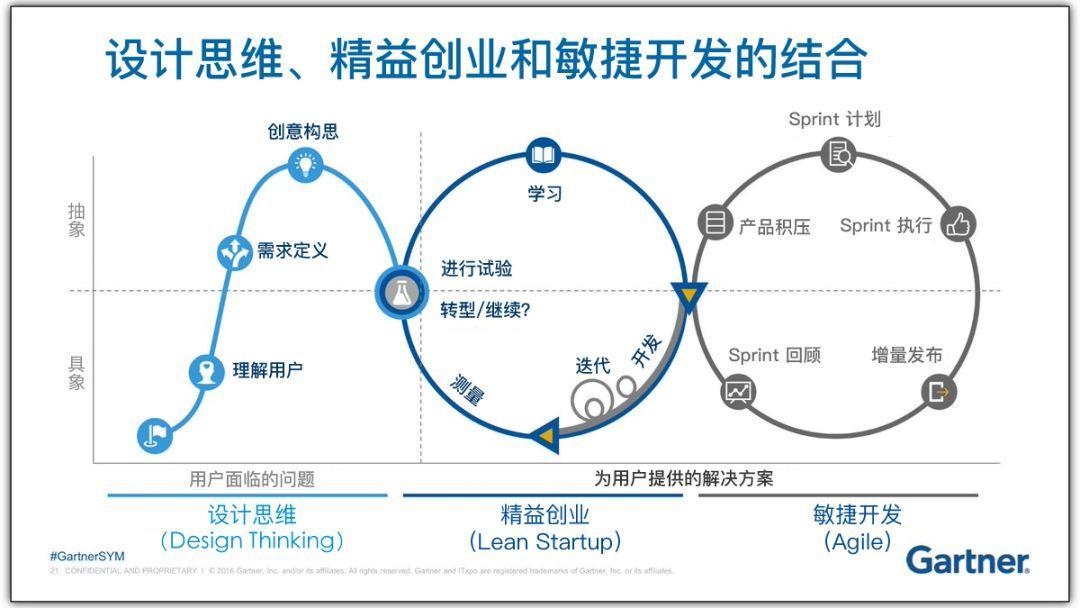 设计思维、精益创业和敏捷开发的结合
抽象
具象
创意构思
需求定义
理解用户
学习
进行试验
转型/继续?
测量
迭代
开发
Sprint 计划
产品积压
Sprint 执行
Sprint 回顾
增量发布
用户面临的问题
为用户提供的解决方案
设计思维
(Design Thinking)
精益创业
(Lean Startup)
敏捷开发
(Agile)
#GartnerSYM
21 CONFIDENTIAL AND PROPRIETARY | © 2016 Gartner, Inc. and/or its affiliates. All rights reserved. Gartner and ITxpo are registered trademarks of Gartner, Inc. or its affiliates.
Gartner®